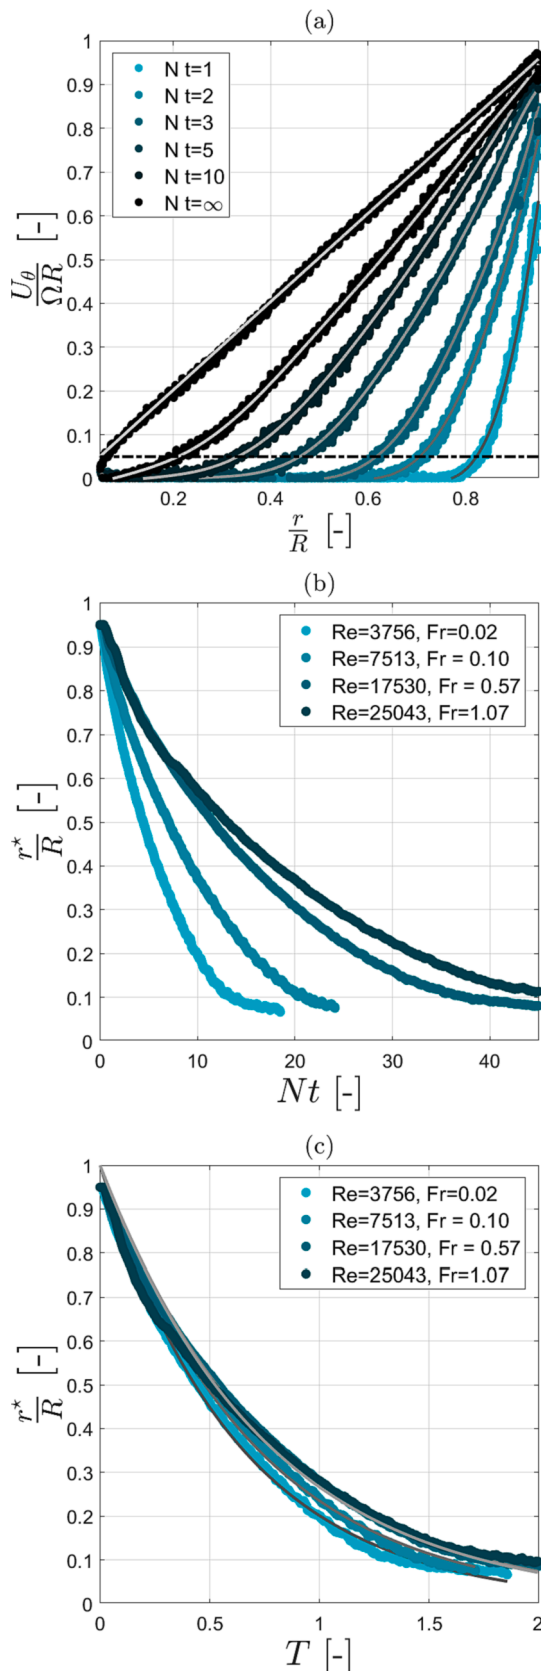 (a)
1
0.9
0.8
0.7
0.6
0.5
0.4
0.3
0.2
0.1
0
N t=1
N t=2
N t=3
N t=5
N t=10
N t=∞
U_θ/ΩR [-]
0.2 0.4 0.6 0.8
r/R [-]
(b)
1
0.9
0.8
0.7
0.6
0.5
0.4
0.3
0.2
0.1
0
Re=3756, Fr=0.02
Re=7513, Fr = 0.10
Re=17530, Fr = 0.57
Re=25043, Fr=1.07
r⋆/R [-]
0 10 20 30 40
Nt [-]
(c)
1
0.9
0.8
0.7
0.6
0.5
0.4
0.3
0.2
0.1
0
Re=3756, Fr=0.02
Re=7513, Fr = 0.10
Re=17530, Fr = 0.57
Re=25043, Fr=1.07
r⋆/R [-]
0 0.5 1 1.5 2
T [-]